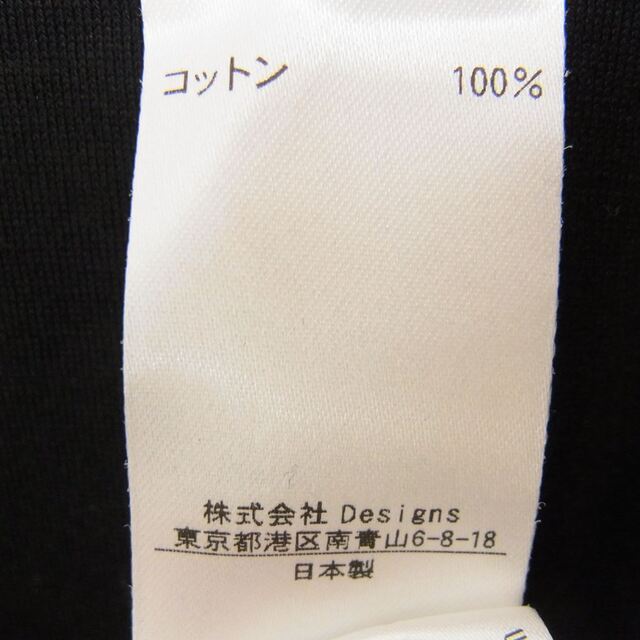 コットン 100%
株式会社 Designs
東京都港区南青山6-8-18
日本製